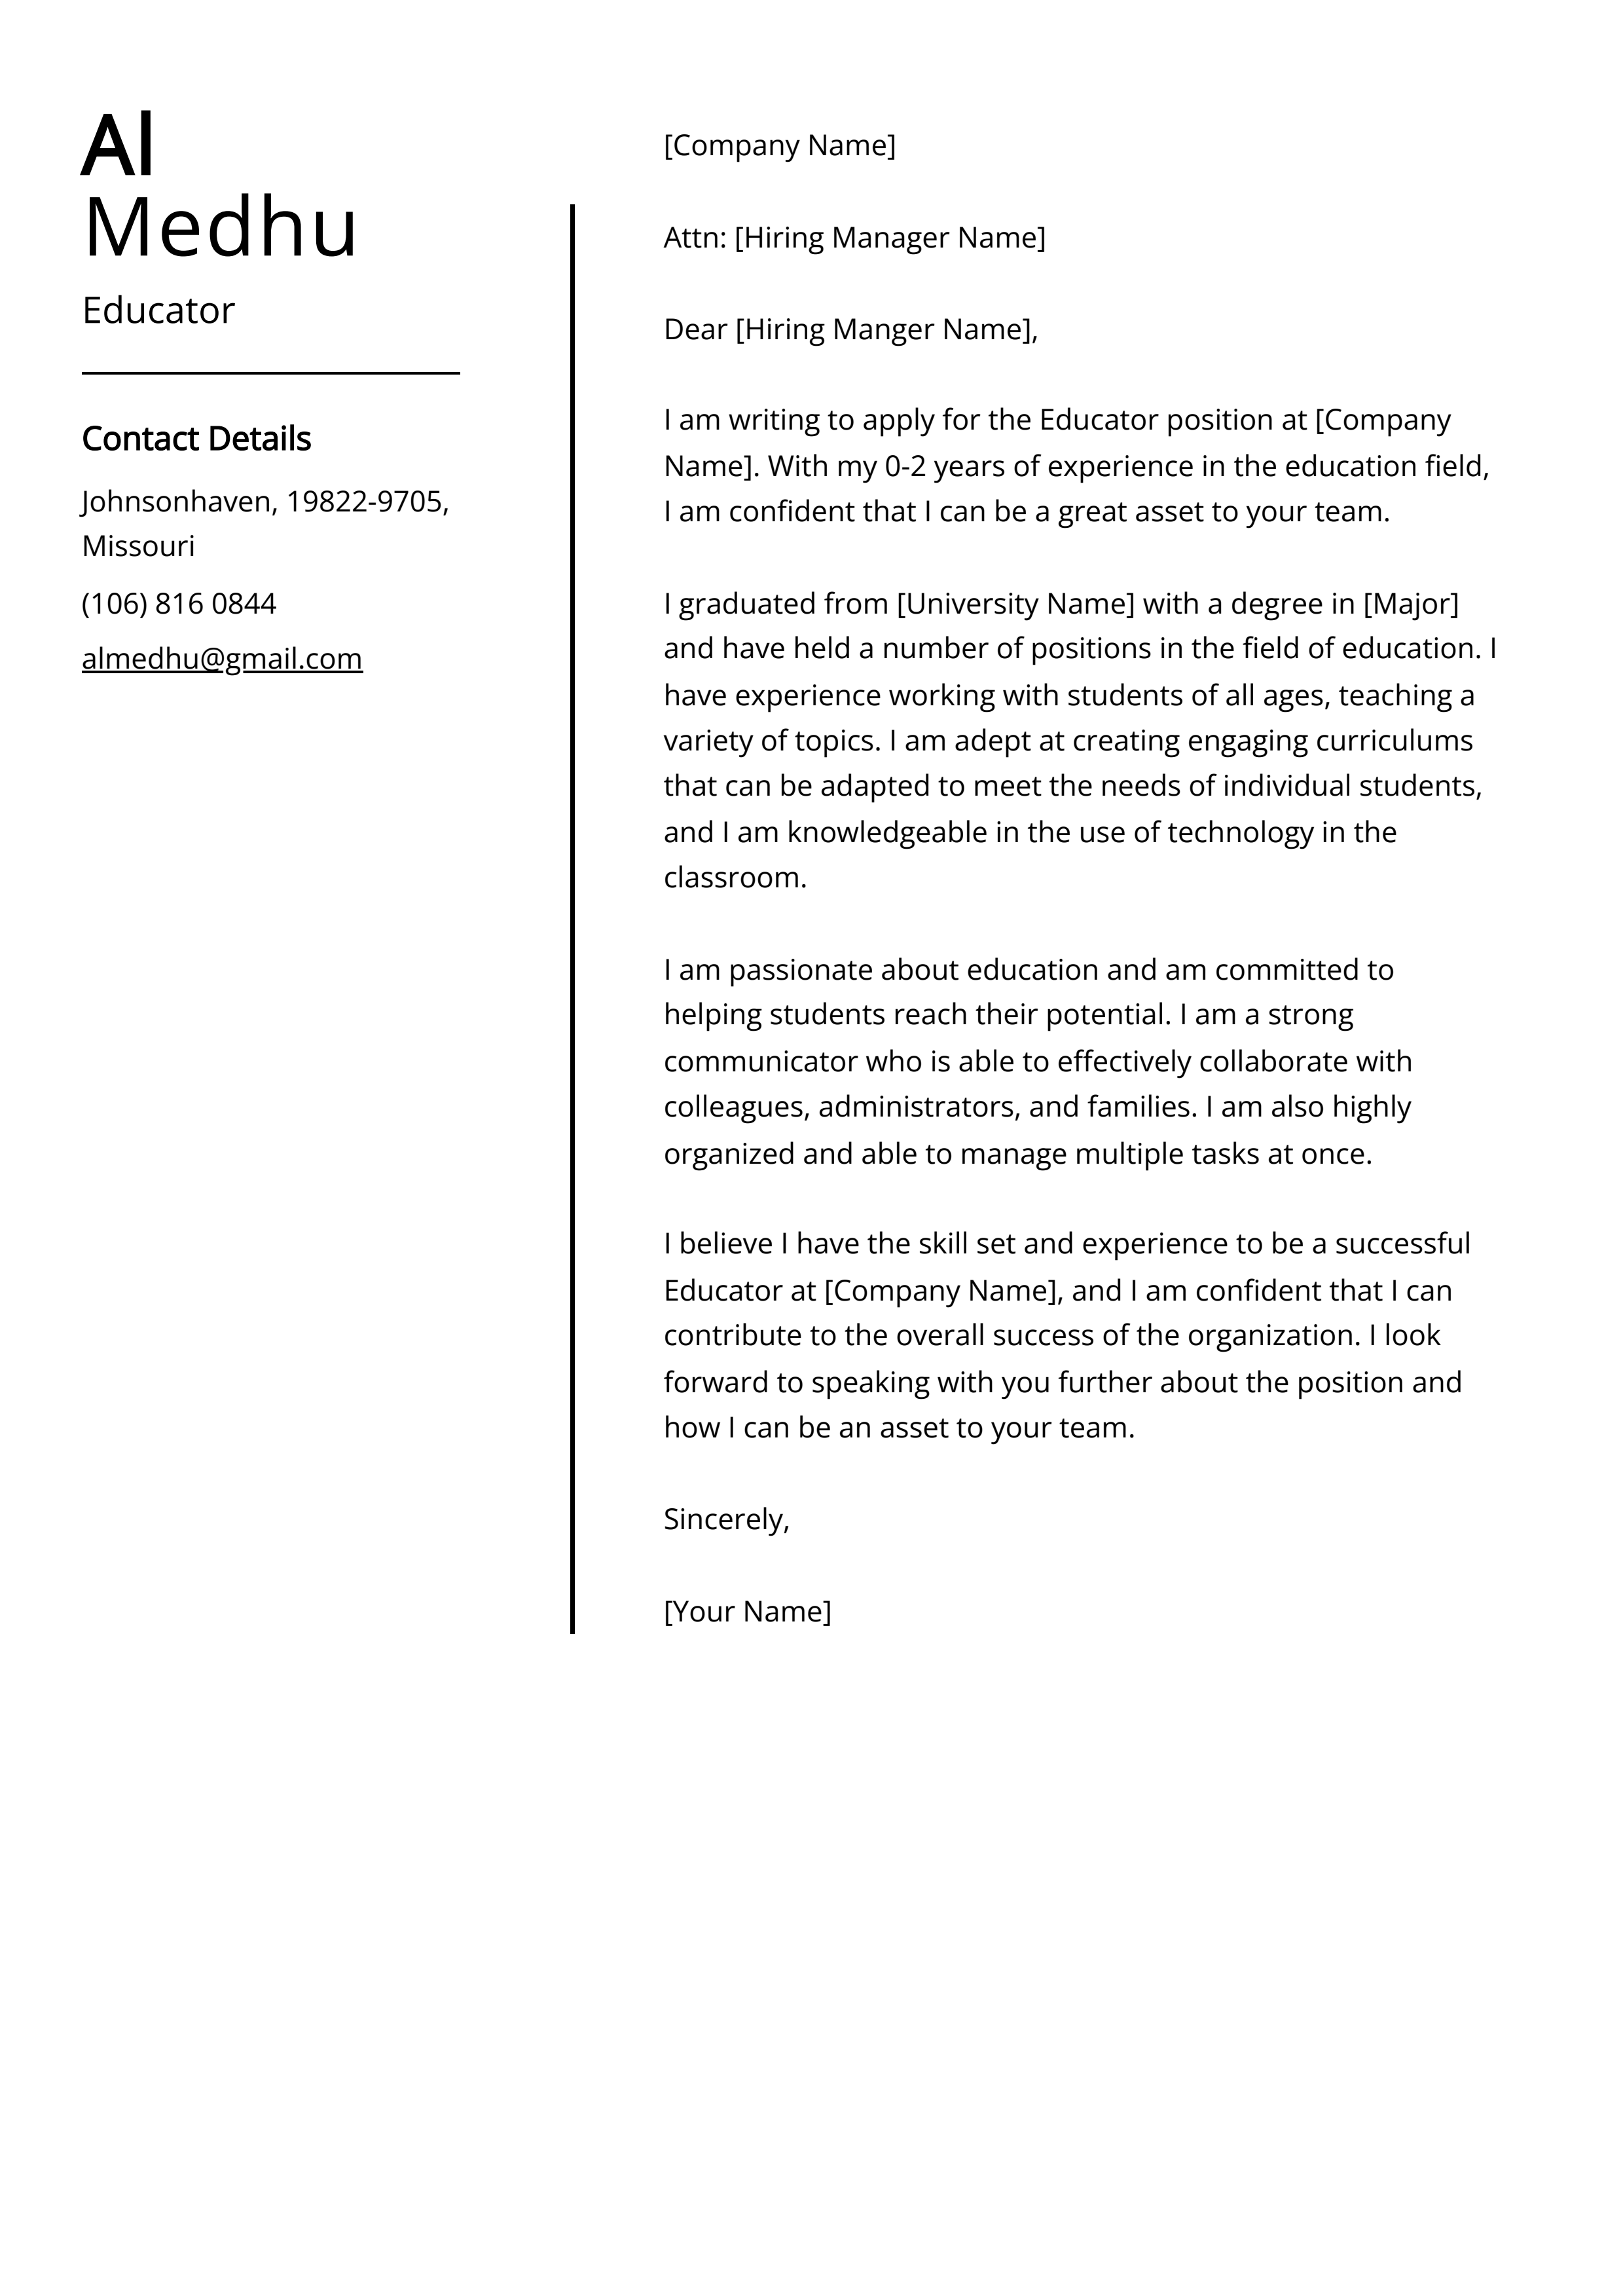 Al
Medhu
Educator
Contact Details
Johnsonhaven, 19822-9705,
Missouri
(106) 816 0844
almedhu@gmail.com
[Company Name]
Attn: [Hiring Manager Name]
Dear [Hiring Manger Name],
I am writing to apply for the Educator position at [Company
Name]. With my 0-2 years of experience in the education field,
I am confident that I can be a great asset to your team.
I graduated from [University Name] with a degree in [Major]
and have held a number of positions in the field of education. I
have experience working with students of all ages, teaching a
variety of topics. I am adept at creating engaging curriculums
that can be adapted to meet the needs of individual students,
and I am knowledgeable in the use of technology in the
classroom.
I am passionate about education and am committed to
helping students reach their potential. I am a strong
communicator who is able to effectively collaborate with
colleagues, administrators, and families. I am also highly
organized and able to manage multiple tasks at once.
I believe I have the skill set and experience to be a successful
Educator at [Company Name], and I am confident that I can
contribute to the overall success of the organization. I look
forward to speaking with you further about the position and
how I can be an asset to your team.
Sincerely,
[Your Name]